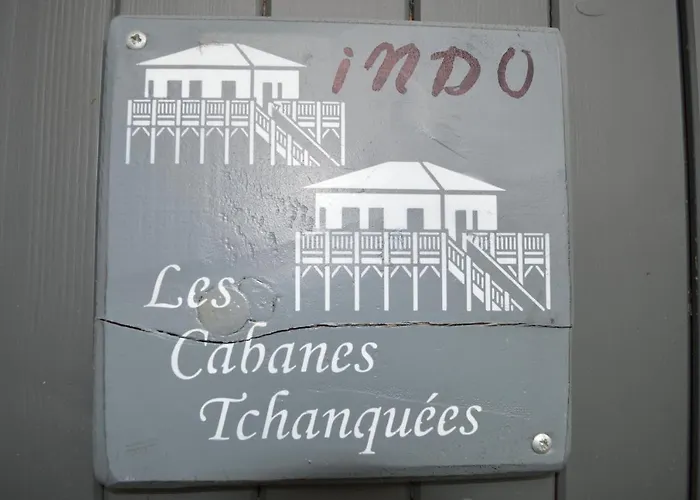 iNDO
Les
Cabanes
Tchanquées